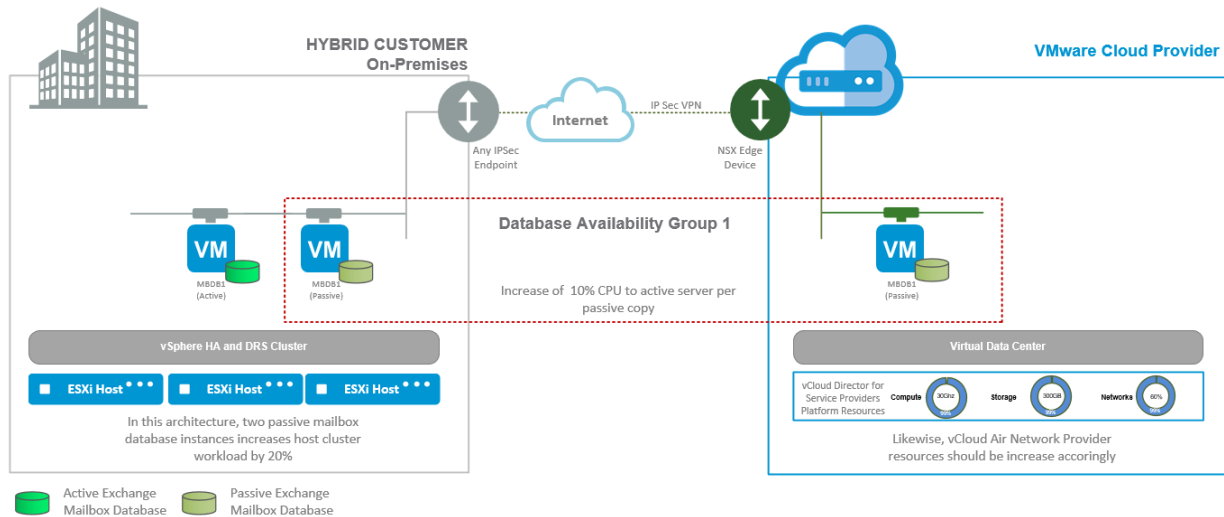 HYBRID CUSTOMER
On-Premises
VMware Cloud Provider
Internet
IP Sec VPN
Any IPSec
Endpoint
NSX Edge
Device
Database Availability Group 1
VM
VM
VM
MBDB1
(Active)
MBDB1
(Passive)
MBDB1
(Passive)
Increase of 10% CPU to active server per
passive copy
vSphere HA and DRS Cluster
Virtual Data Center
ESXi Host
ESXi Host
ESXi Host
vCloud Director for
Service Providers
Platform Resources
Compute
30Ghz
99%
Storage
300GB
99%
Networks
60%
99%
In this architecture, two passive mailbox
database instances increases host cluster
workload by 20%
Likewise, vCloud Air Network Provider
resources should be increase accoringly
Active Exchange
Mailbox Database
Passive Exchange
Mailbox Database